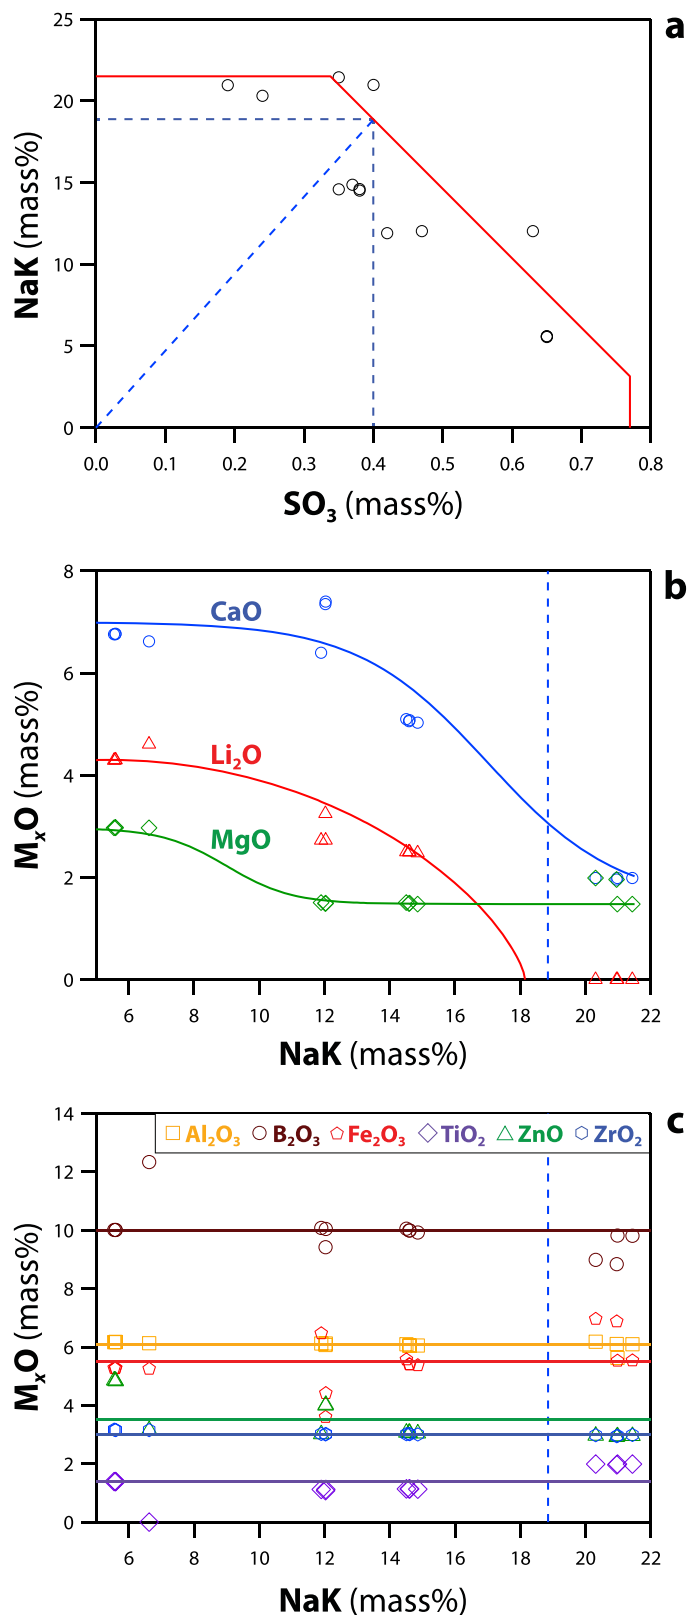 a
25
20
15
10
5
0
NaK (mass%)
0.0 0.1 0.2 0.3 0.4 0.5 0.6 0.7 0.8
SO₃ (mass%)
b
8
6
4
2
0
MₓO (mass%)
CaO
Li₂O
MgO
6 8 10 12 14 16 18 20 22
NaK (mass%)
c
14
12
10
8
6
4
2
0
MₓO (mass%)
Al₂O₃ B₂O₃ Fe₂O₃ TiO₂ ZnO ZrO₂
6 8 10 12 14 16 18 20 22
NaK (mass%)